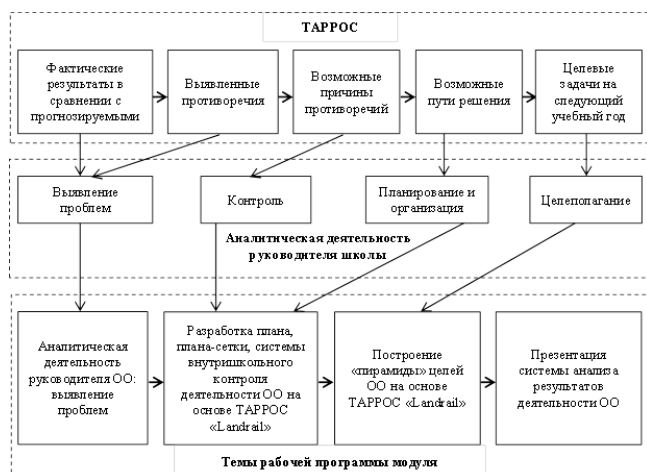 ТАРРОС
Фактические
результаты в
сравнении с
прогнозируемыми
Выявленные
противоречия
Возможные
причины
противоречий
Возможные
пути решения
Целевые
задачи на
следующий
учебный год
Выявление
проблем
Контроль
Планирование и
организация
Целепопагание
Аналитическая деятельность
руководителя школы
Аналитическая
деятельность
руководителя ОО:
выявление
проблем
Разработка плана,
плана-сетки, системы
внутришкольного
контроля
деятельности ОО на
основе ТАРРОС
«Landrail»
Построение
«пирамиды» целей
ОО на основе
ТАРРОС «Landrail»
Презентация
системы анализа
результатов
деятельности ОО
Темы рабочей программы модуля